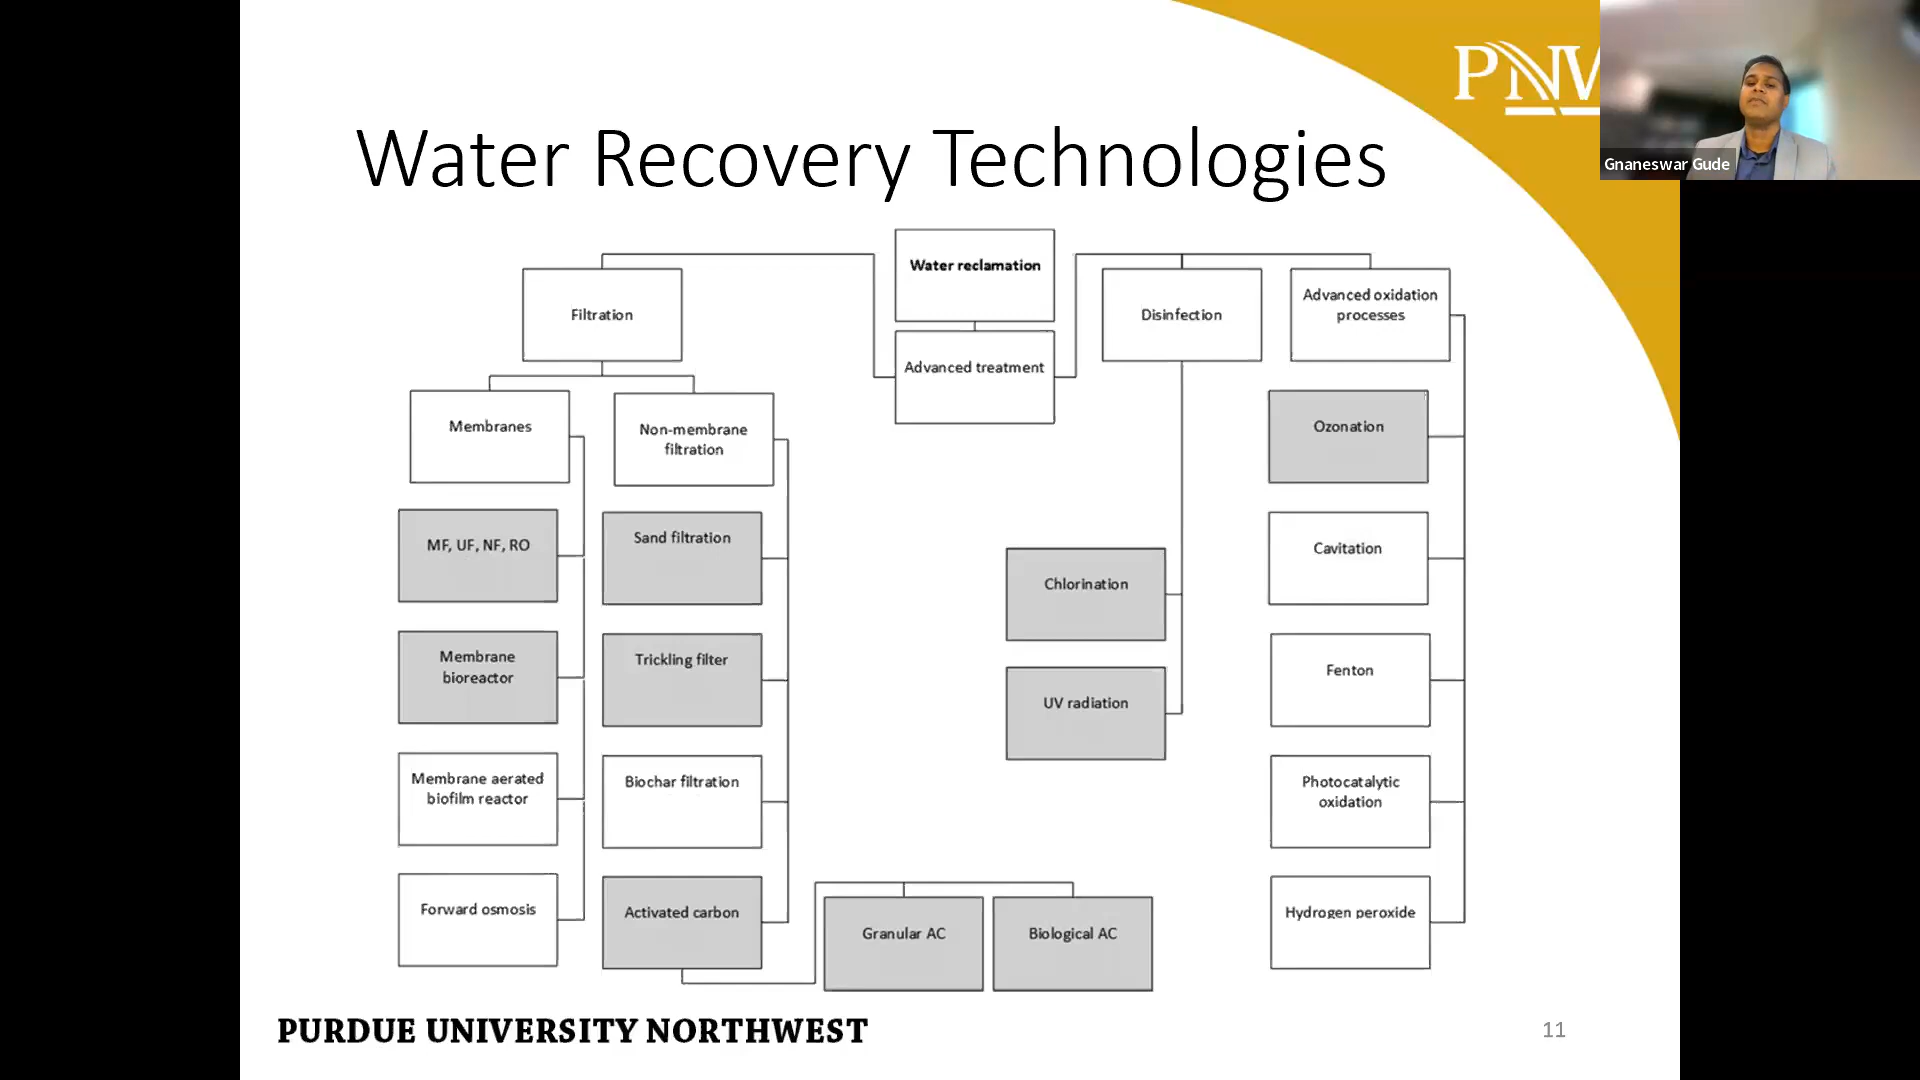 PNW
Gnaneswar Gude
Water Recovery Technologies
Water reclamation
Advanced treatment
Filtration
Disinfection
Advanced oxidation
processes
Membranes
Non-membrane
filtration
MF, UF, NF, RO
Membrane
bioreactor
Membrane aerated
biofilm reactor
Forward osmosis
Sand filtration
Trickling filter
Biochar filtration
Activated carbon
Granular AC
Biological AC
Chlorination
UV radiation
Ozonation
Cavitation
Fenton
Photocatalytic
oxidation
Hydrogen peroxide
PURDUE UNIVERSITY NORTHWEST
11